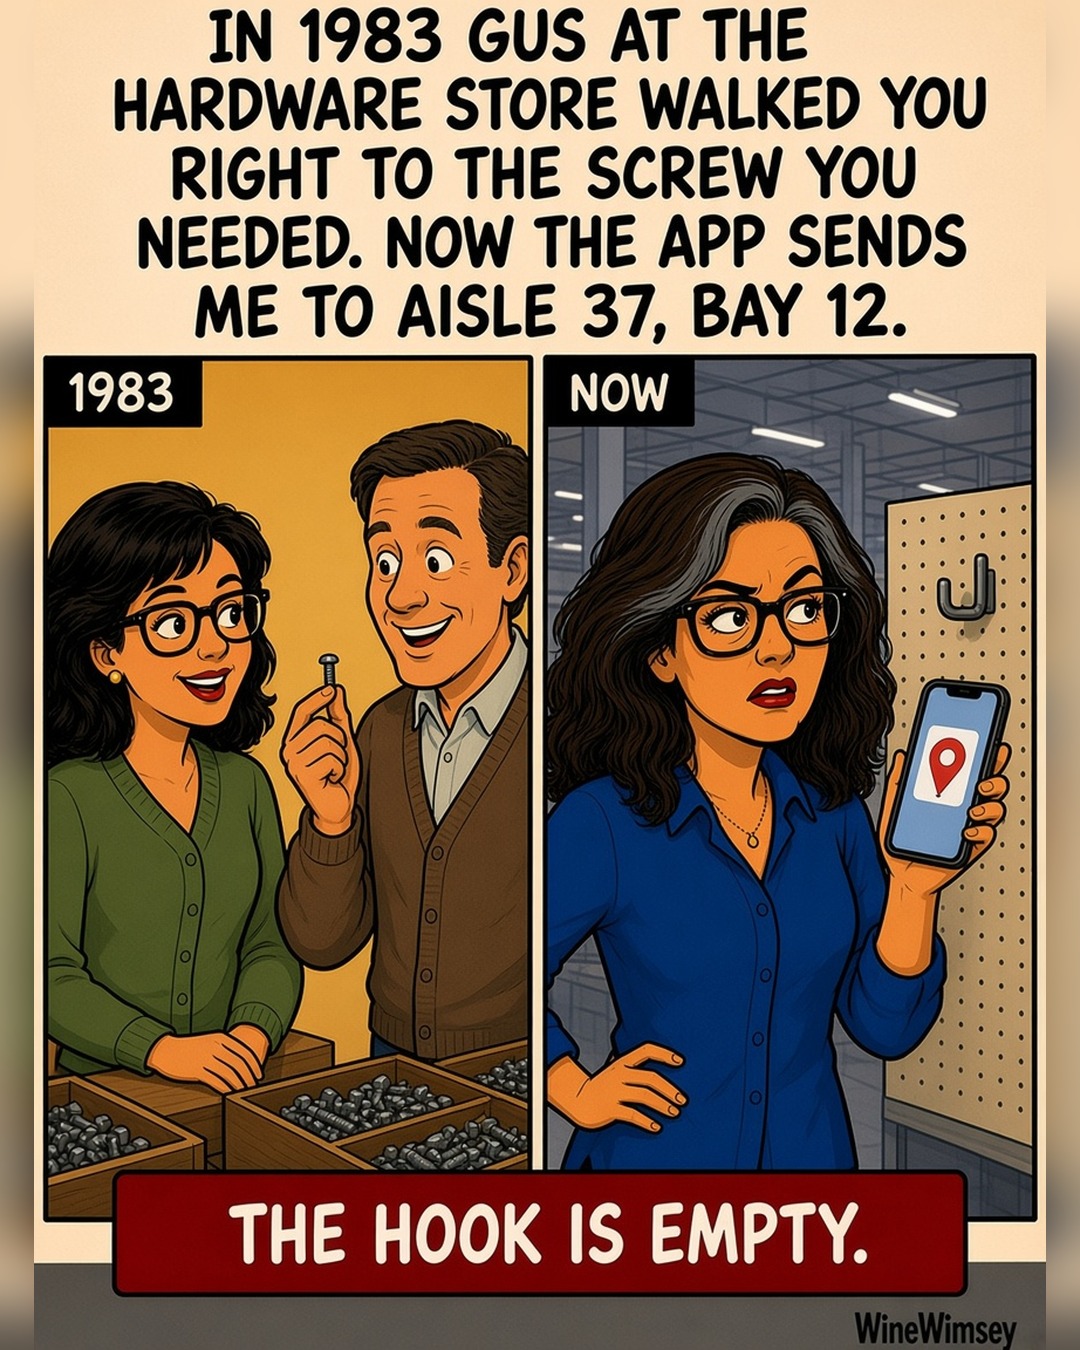 IN 1983 GUS AT THE
HARDWARE STORE WALKED YOU
RIGHT TO THE SCREW YOU
NEEDED. NOW THE APP SENDS
ME TO AISLE 37, BAY 12.
1983
NOW
THE HOOK IS EMPTY.
WineWimsey